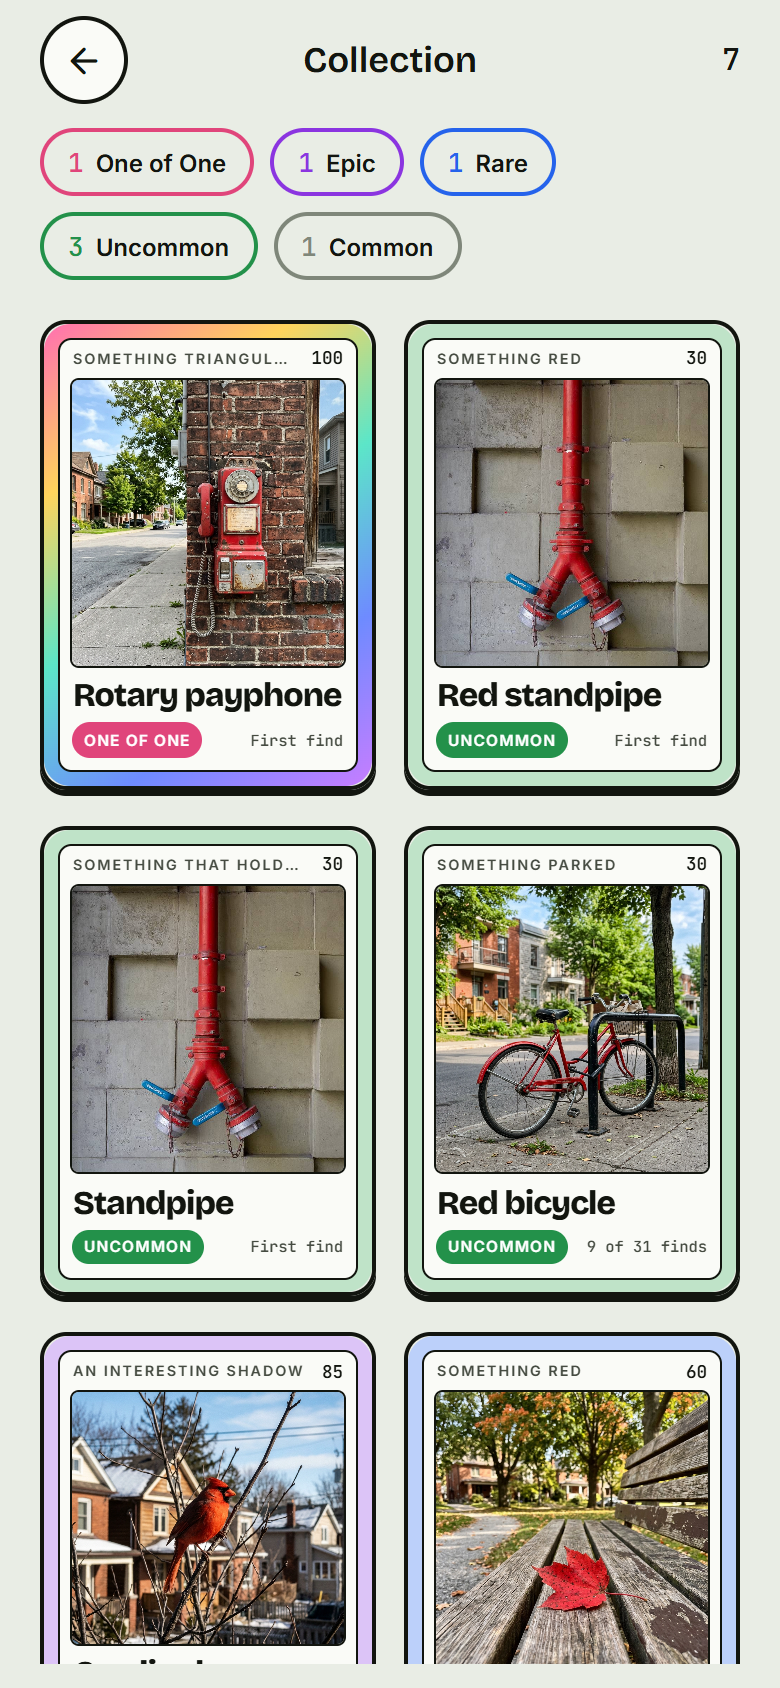 Collection
7
1 One of One
1 Epic
1 Rare
3 Uncommon
1 Common
SOMETHING TRIANGUL... 100
Rotary payphone
ONE OF ONE First find
SOMETHING RED 30
Red standpipe
UNCOMMON First find
SOMETHING THAT HOLD... 30
Standpipe
UNCOMMON First find
SOMETHING PARKED 30
Red bicycle
UNCOMMON 9 of 31 finds
AN INTERESTING SHADOW 85
SOMETHING RED 60